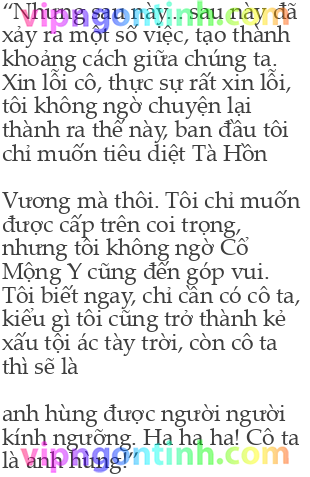 “Nhưng sau này... sau này đã
xảy ra một số việc, tạo thành
khoảng cách giữa chúng ta.
Xin lỗi cô, thực sự rất xin lỗi,
tôi không ngờ chuyện lại
thành ra thế này, ban đầu tôi
chỉ muốn tiêu diệt Tà Hồn
Vương mà thôi. Tôi chỉ muốn
được cấp trên coi trọng,
nhưng tôi không ngờ Cổ
Mộng Y cũng đến góp vui.
Tôi biết ngay, chỉ cần có cô ta,
kiểu gì tôi cũng trở thành kẻ
xấu tội ác tày trời, còn cô ta
thì sẽ là
anh hùng được người người
kính ngưỡng. Ha ha ha! Cô ta
là anh hùng!”
vipngontinh.com
vipngontinh.com
vipngontinh.com